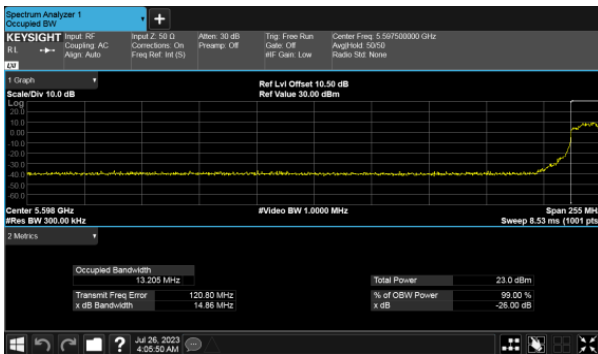 Spectrum Analyzer 1
Occupied BW
KEYSIGHT
R L
LXI
Input: RF
Coupling: AC
Align: Auto
Input Z: 50 Ω
Corrections: On
Freq Ref: Int (S)
Atten: 30 dB
Preamp: Off
Trig: Free Run
Gate: Off
#IF Gain: Low
Center Freq: 5.597500000 GHz
Avg|Hold: 50/50
Radio Std: None
1 Graph
Scale/Div 10.0 dB
Ref Lvl Offset 10.50 dB
Ref Value 30.00 dBm
Log
20.0
10.0
0.00
-10.0
-20.0
-30.0
-40.0
-50.0
-60.0
Center 5.598 GHz
#Video BW 1.0000 MHz
Span 255 MH
#Res BW 300.00 kHz
Sweep 8.53 ms (1001 pts
2 Metrics
Occupied Bandwidth
13.205 MHz
Total Power 23.0 dBm
Transmit Freq Error 120.80 MHz
% of OBW Power 99.00 %
x dB Bandwidth 14.86 MHz
x dB -26.00 dB
?
Jul 26, 2023
4:05:50 AM